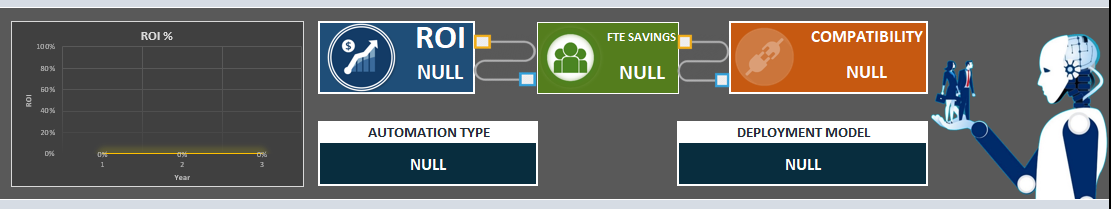 ROI %
100%
80%
60%
40%
20%
0%
ROI
0% 0% 0%
1 2 3
Year
$
ROI
NULL
FTE SAVINGS
NULL
COMPATIBILITY
NULL
AUTOMATION TYPE
NULL
DEPLOYMENT MODEL
NULL